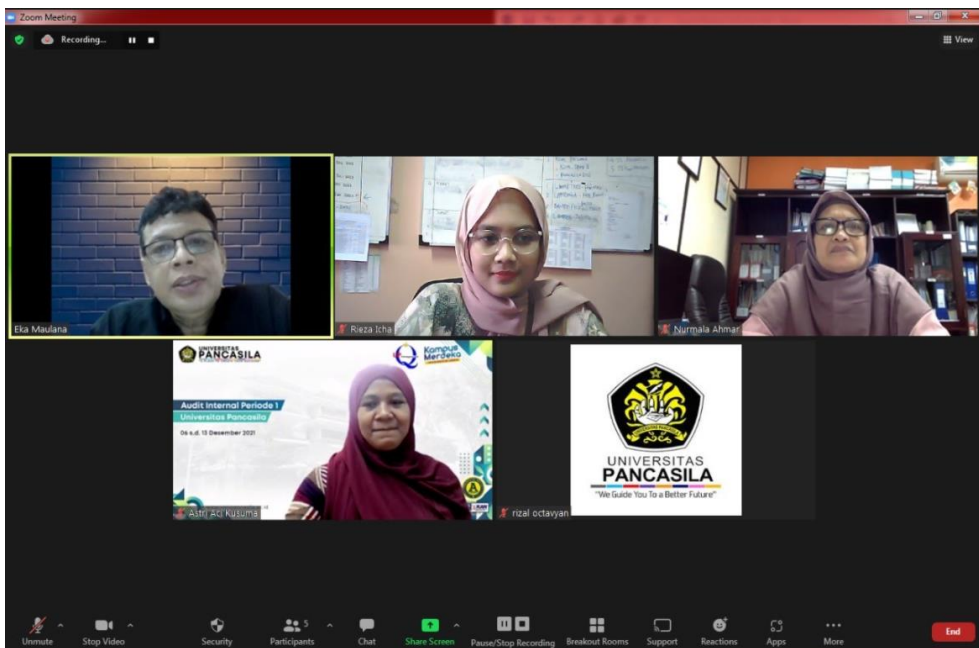 Zoom Meeting
Recording...
View
Eka Maulana
Rieza Icha
Nurmala Ahmar
UNIVERSITAS
PANCASILA
Kampus
Merdeka
Audit Internal Periode 1
Universitas Pancasila
06 s.d. 13 Desember 2021
A
Astri Aci Kusuma
UNIVERSITAS
PANCASILA
"We Guide You To a Better Future"
rizal octavyan
Unmute
Stop Video
Security
5
Participants
Chat
Share Screen
Pause/Stop Recording
Breakout Rooms
Support
Reactions
Apps
More
End